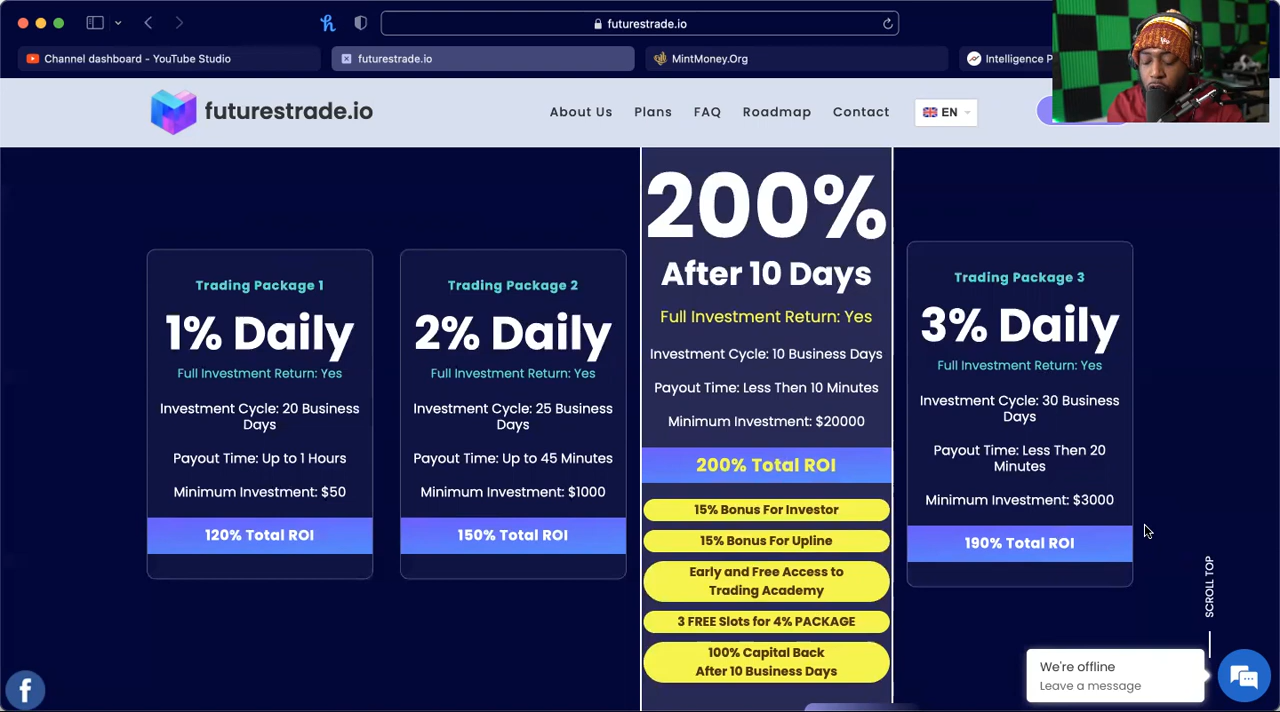 futurestrade.io
Channel dashboard - YouTube Studio
futurestrade.io
MintMoney.Org
Intelligence P
futurestrade.io
About Us
Plans
FAQ
Roadmap
Contact
EN
Trading Package 1
1% Daily
Full Investment Return: Yes
Investment Cycle: 20 Business
Days
Payout Time: Up to 1 Hours
Minimum Investment: $50
120% Total ROI
Trading Package 2
2% Daily
Full Investment Return: Yes
Investment Cycle: 25 Business
Days
Payout Time: Up to 45 Minutes
Minimum Investment: $1000
150% Total ROI
200%
After 10 Days
Full Investment Return: Yes
Investment Cycle: 10 Business Days
Payout Time: Less Then 10 Minutes
Minimum Investment: $20000
200% Total ROI
15% Bonus For Investor
15% Bonus For Upline
Early and Free Access to
Trading Academy
3 FREE Slots for 4% PACKAGE
100% Capital Back
After 10 Business Days
Trading Package 3
3% Daily
Full Investment Return: Yes
Investment Cycle: 30 Business
Days
Payout Time: Less Then 20
Minutes
Minimum Investment: $3000
190% Total ROI
SCROLL TOP
We're offline
Leave a message